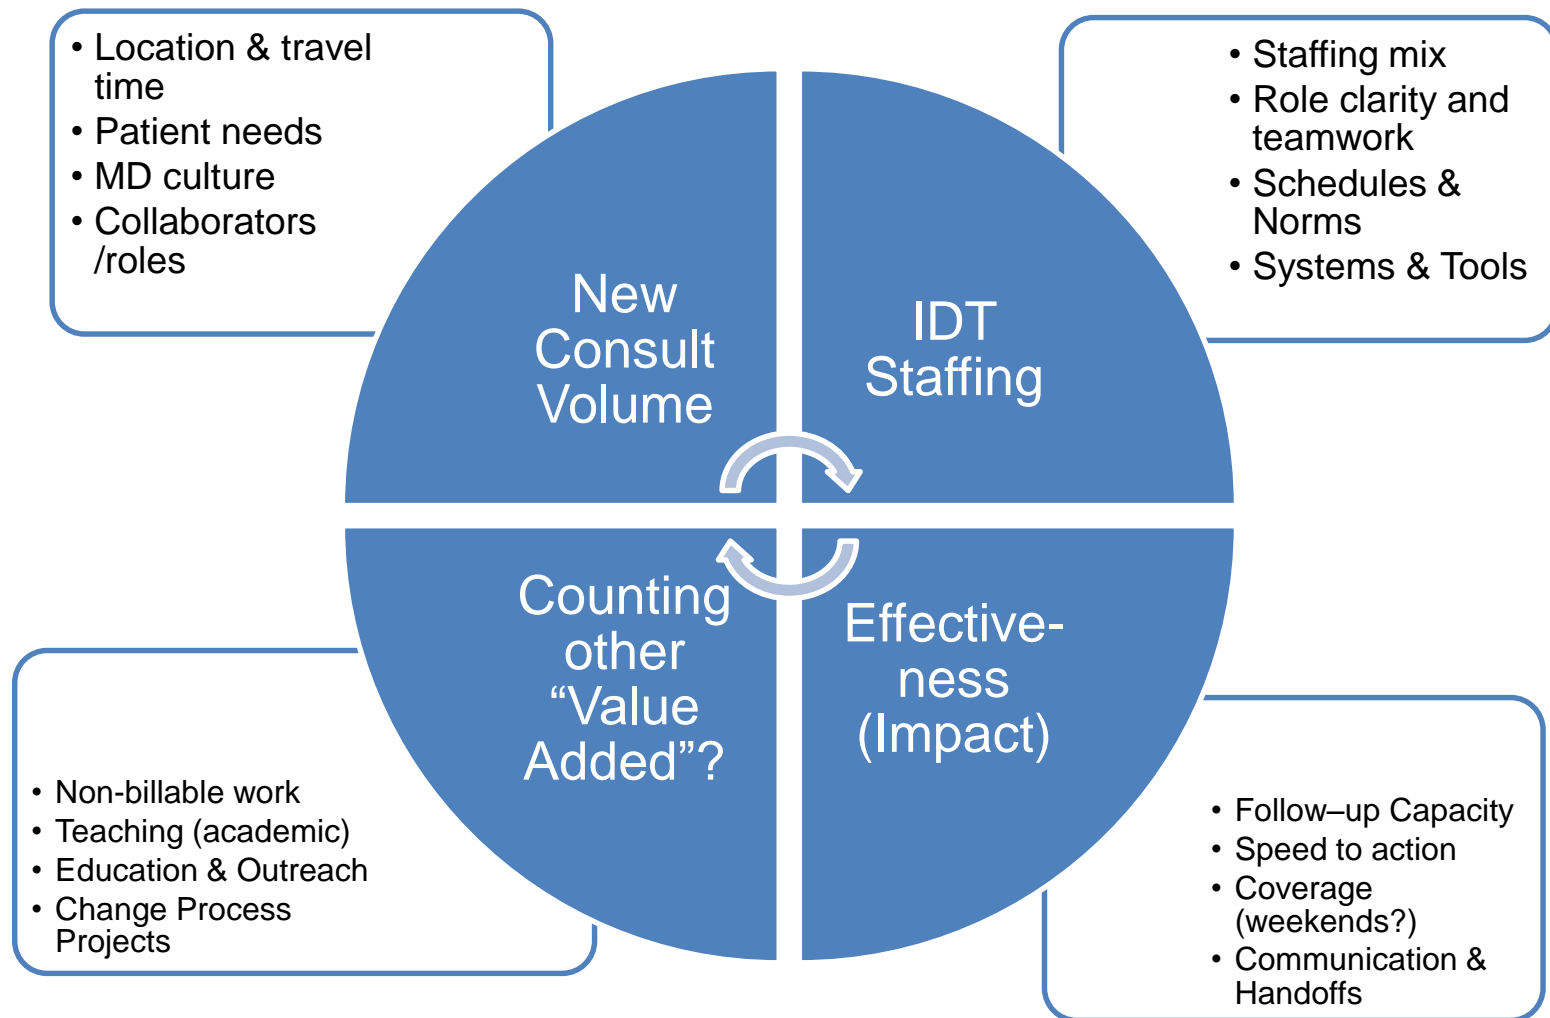 • Location & travel
time
• Patient needs
• MD culture
• Collaborators
/roles
• Staffing mix
• Role clarity and
teamwork
• Schedules &
Norms
• Systems & Tools
New
Consult
Volume
IDT
Staffing
Counting
other
“Value
Added”?
Effective-
ness
(Impact)
• Non-billable work
• Teaching (academic)
• Education & Outreach
• Change Process
Projects
• Follow–up Capacity
• Speed to action
• Coverage
(weekends?)
• Communication &
Handoffs